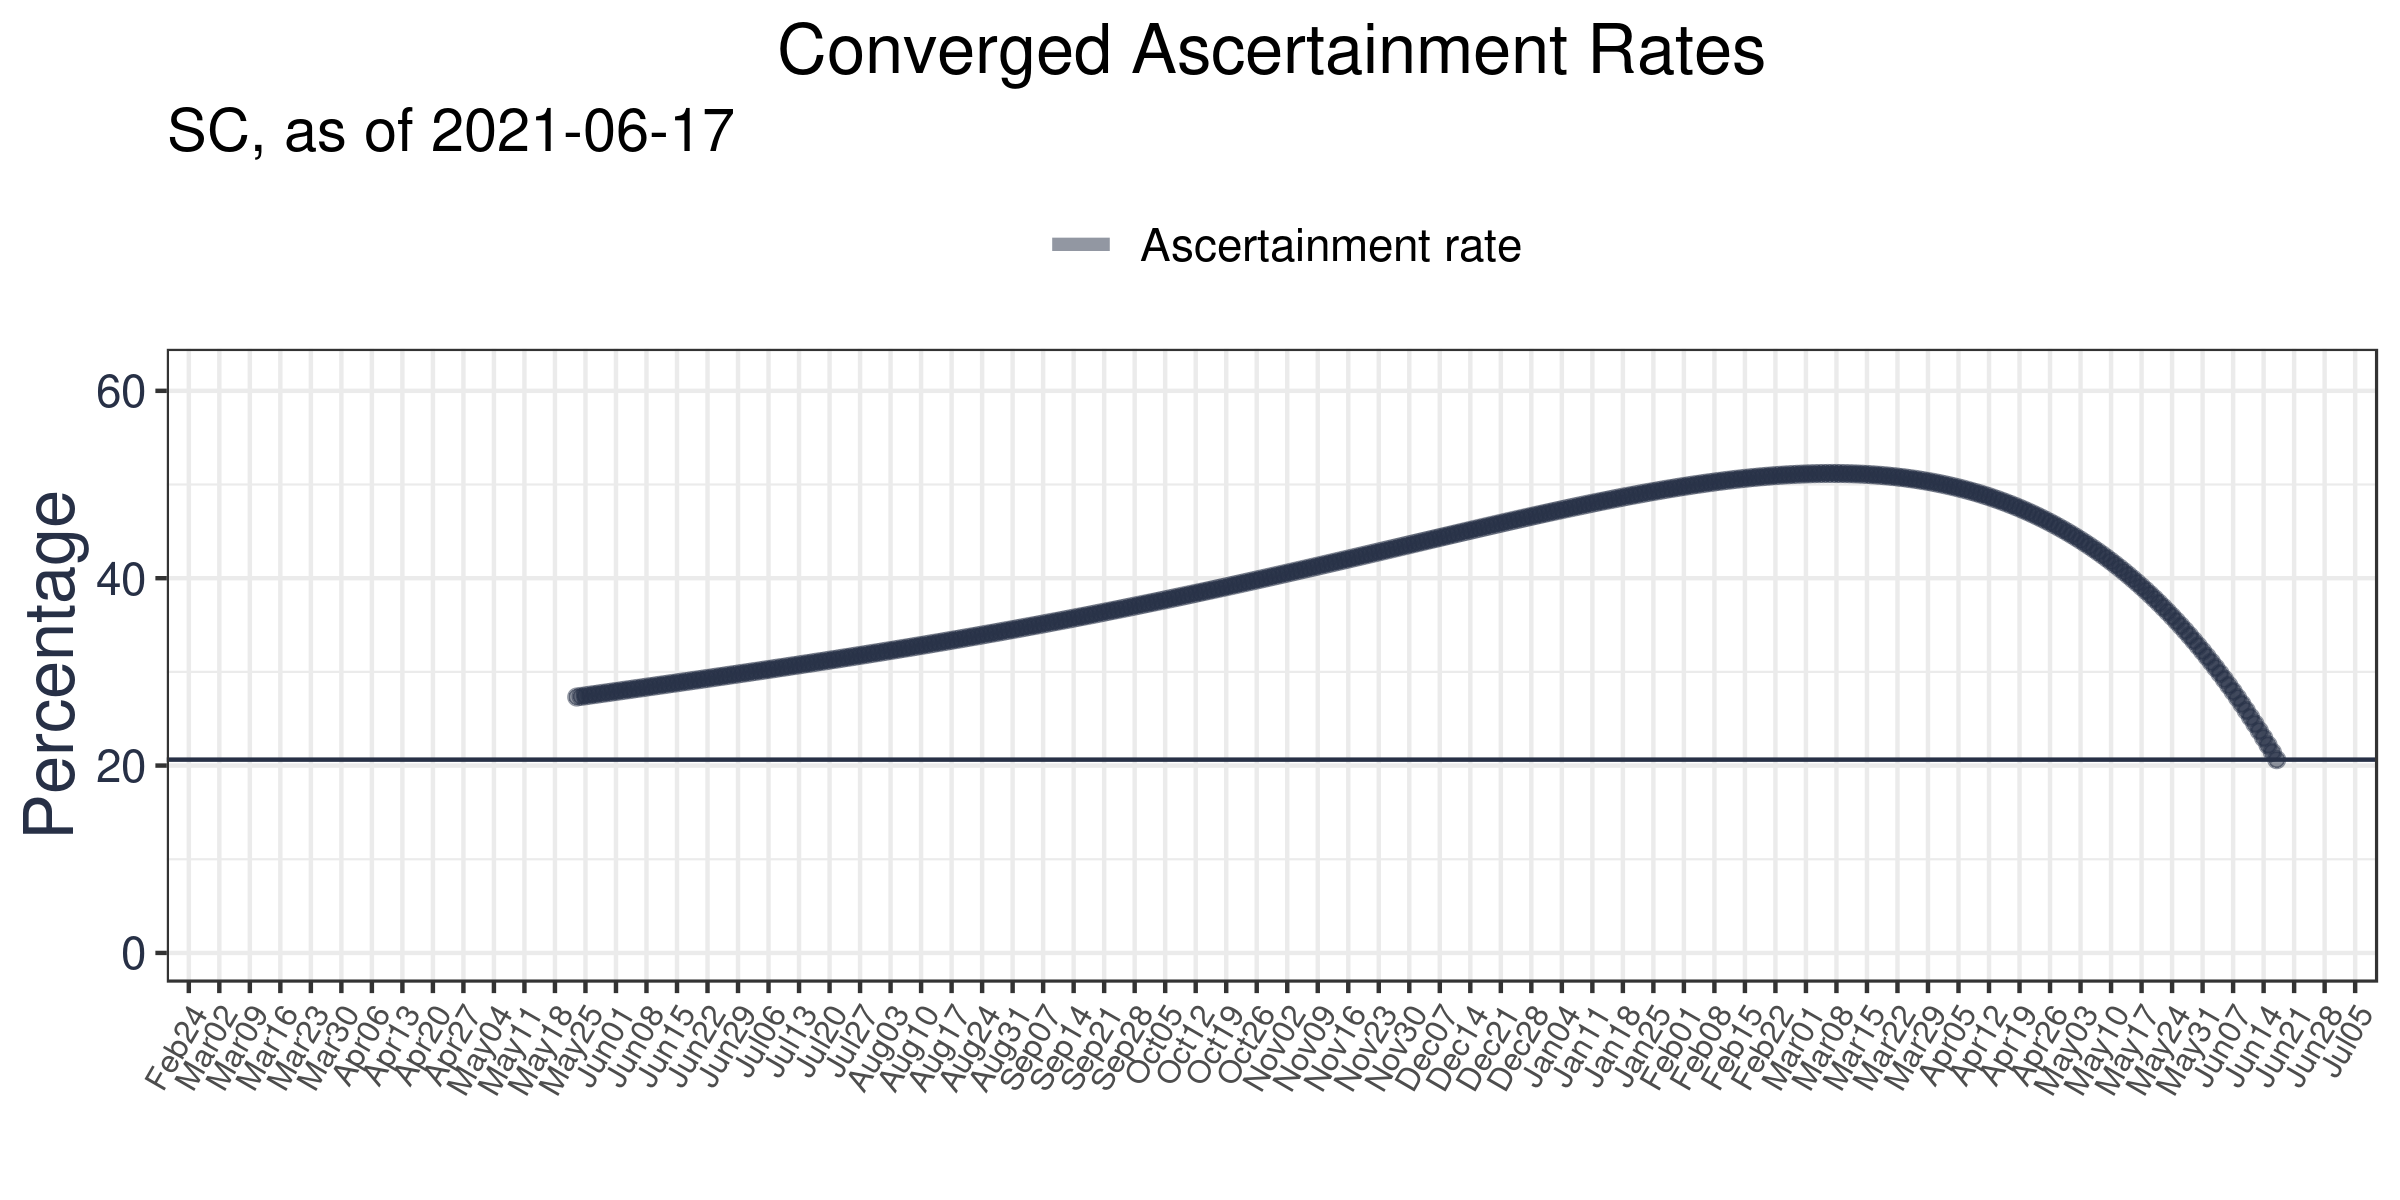 Converged Ascertainment Rates
SC, as of 2021-06-17
Ascertainment rate
Percentage
60
40
20
0
Feb24 Mar02 Mar09 Mar16 Mar23 Mar30 Apr06 Apr13 Apr20 Apr27 May04 May11 May18 May25 Jun01 Jun08 Jun15 Jun22 Jun29 Jul06 Jul13 Jul20 Jul27 Aug03 Aug10 Aug17 Aug24 Aug31 Sep07 Sep14 Sep21 Sep28 Oct05 Oct12 Oct19 Oct26 Nov02 Nov09 Nov16 Nov23 Nov30 Dec07 Dec14 Dec21 Dec28 Jan04 Jan11 Jan18 Jan25 Feb01 Feb08 Feb15 Feb22 Mar01 Mar08 Mar15 Mar22 Mar29 Apr05 Apr12 Apr19 Apr26 May03 May10 May17 May24 May31 Jun07 Jun14 Jun21 Jun28 Jul05